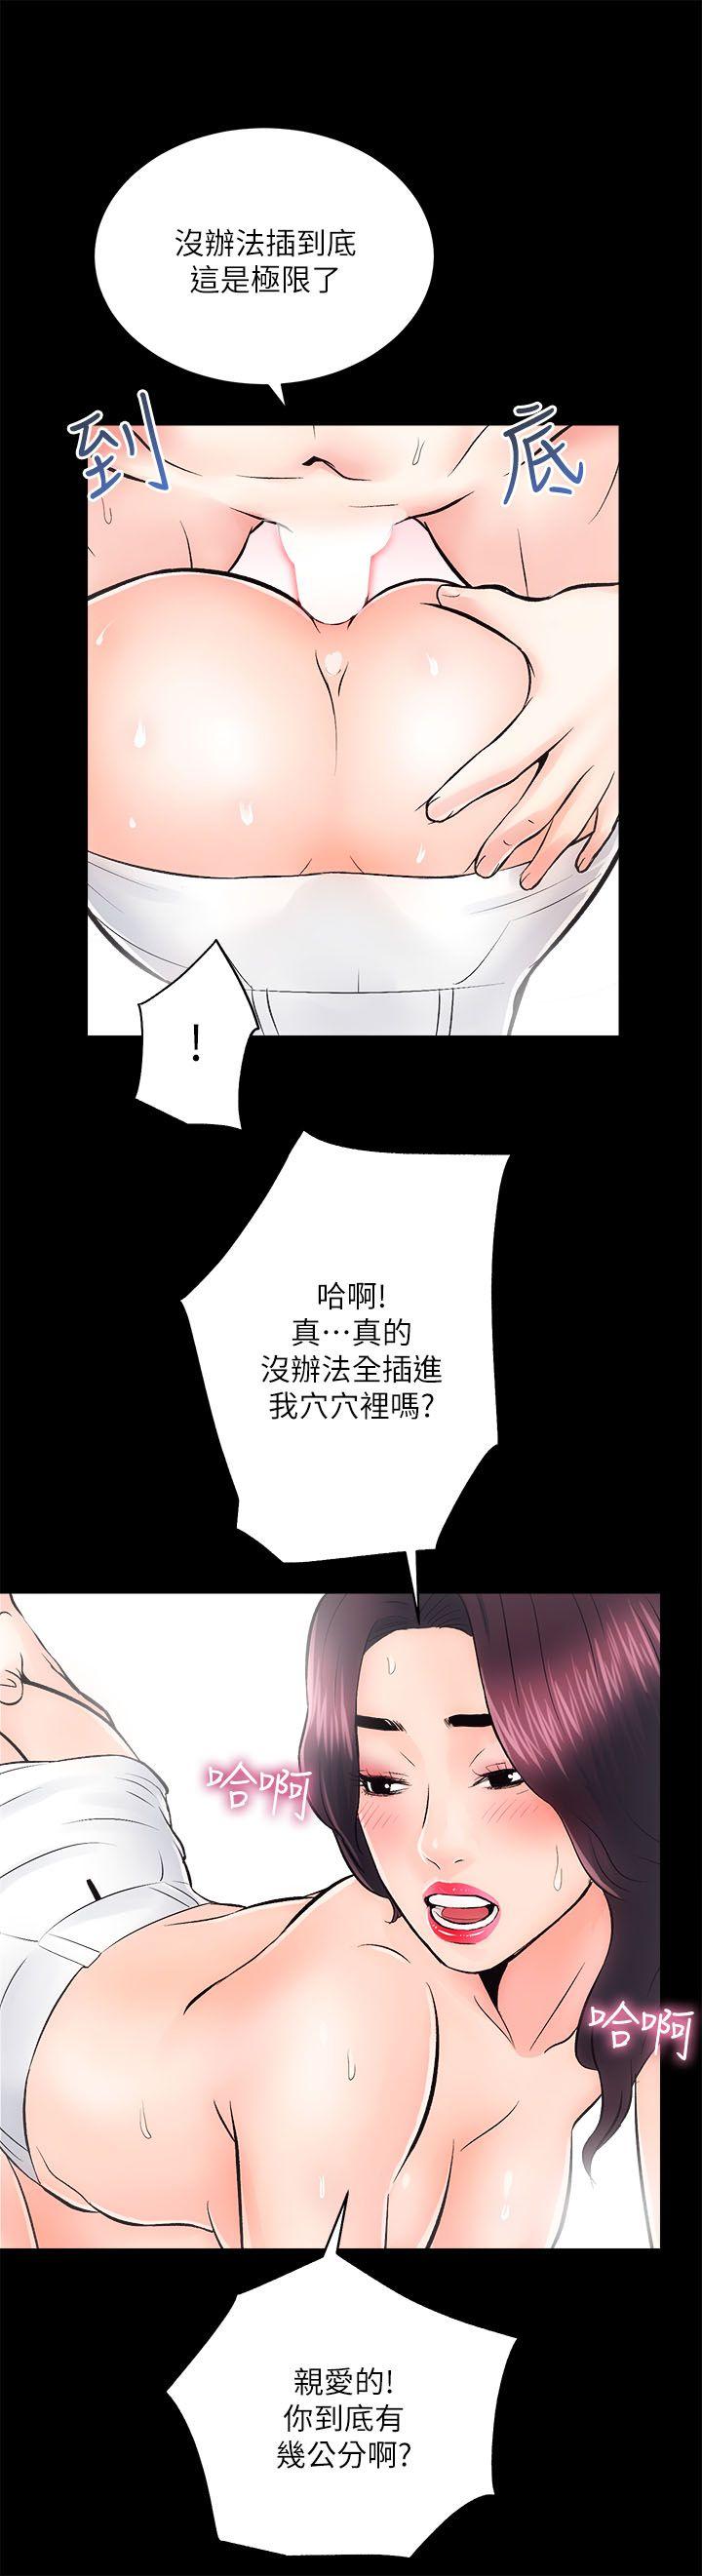 沒辦法插到底
這是極限了
到底
!
哈啊!
真…真的
沒辦法全插進
我穴穴裡嗎?
哈啊
哈啊
親愛的!
你到底有
幾公分啊?